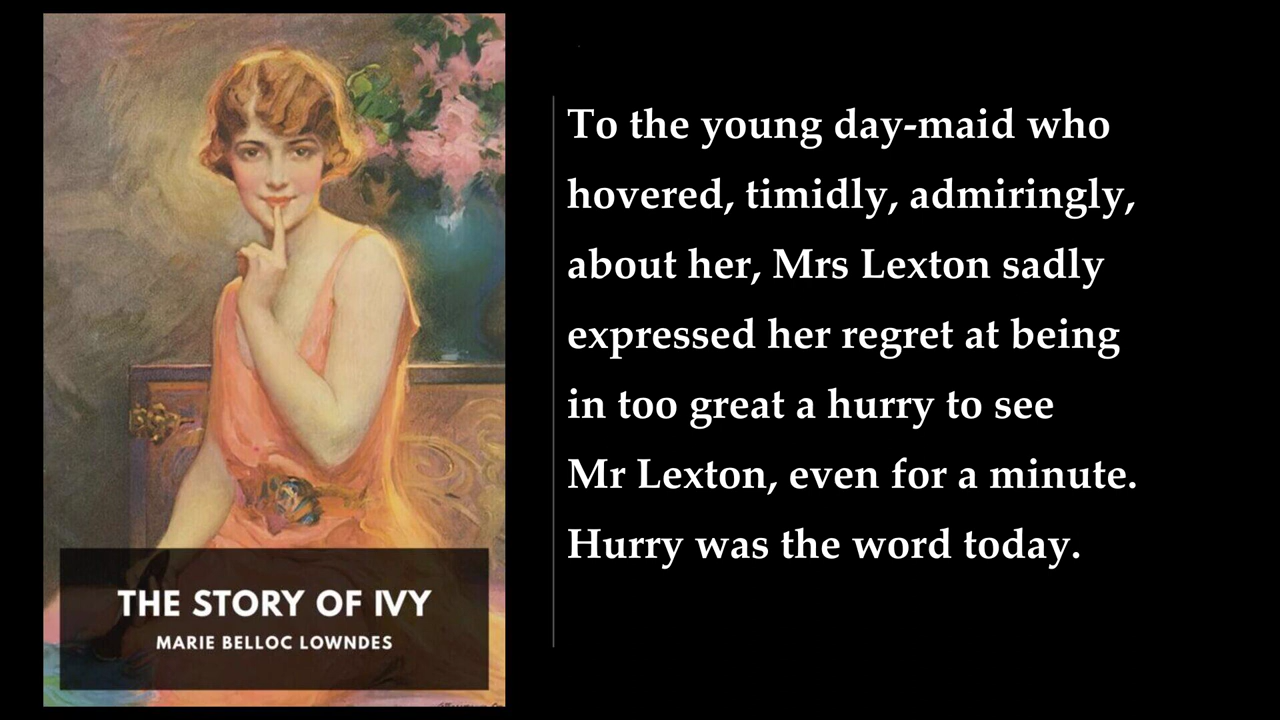 To the young day-maid who
hovered, timidly, admiringly,
about her, Mrs Lexton sadly
expressed her regret at being
in too great a hurry to see
Mr Lexton, even for a minute.
Hurry was the word today.
THE STORY OF IVY
MARIE BELLOC LOWNDES